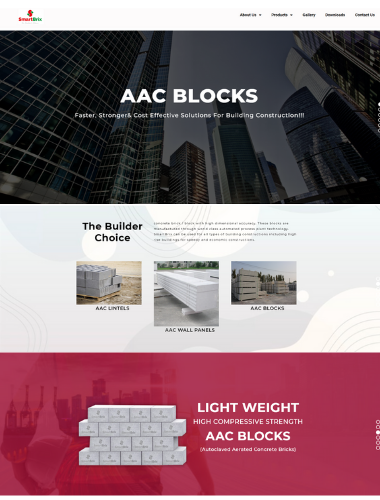 SmartBrix
About Us
Products
Gallery
Downloads
Contact Us
AAC BLOCKS
Faster, Stronger& Cost Effective Solutions For Building Construction!!!
The Builder
Choice
AAC LINTELS
AAC WALL PANELS
AAC BLOCKS
LIGHT WEIGHT
HIGH COMPRESSIVE STRENGTH
AAC BLOCKS
(Autoclaved Aerated Concrete Bricks)